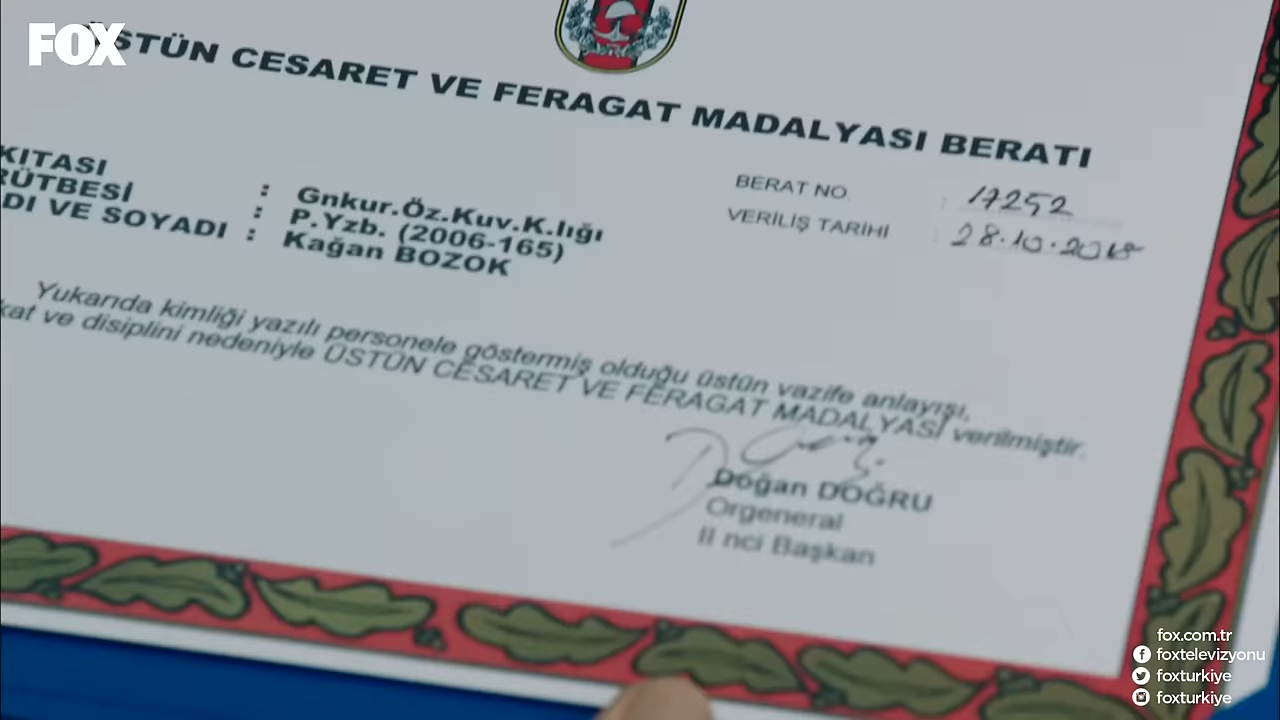 FOX
ÜSTÜN CESARET VE FERAGAT MADALYASI BERATI
KITASI : Gnkur.Öz.Kuv.K.lığı
RÜTBESİ : P.Yzb. (2006-165)
DI VE SOYADI : Kağan BOZOK
BERAT NO. : 17252
VERİLİŞ TARİHİ : 28.10.2018
Yukarıda kimliği yazılı personele göstermiş olduğu üstün vazife anlayışı,
kat ve disiplini nedeniyle ÜSTÜN CESARET VE FERAGAT MADALYASI verilmiştir.
Doğan DOĞRU
Orgeneral
II nci Başkan
fox.com.tr
foxtelevizyonu
foxturkiye
foxturkiye